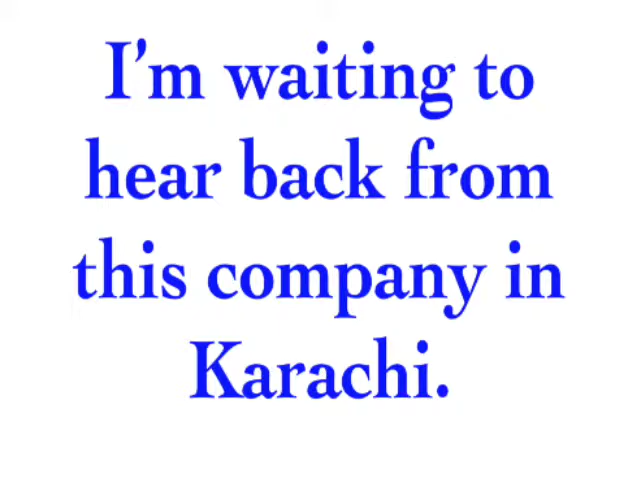 I'm waiting to
hear back from
this company in
Karachi.